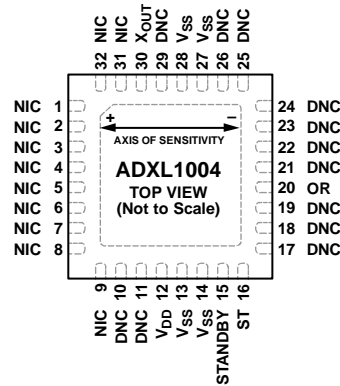 32 NIC
31 NIC
30 XOUT
29 DNC
28 VSS
27 VSS
26 DNC
25 DNC
NIC 1
NIC 2
NIC 3
NIC 4
NIC 5
NIC 6
NIC 7
NIC 8
+ −
AXIS OF SENSITIVITY
ADXL1004
TOP VIEW
(Not to Scale)
24 DNC
23 DNC
22 DNC
21 DNC
20 OR
19 DNC
18 DNC
17 DNC
NIC 9
DNC 10
DNC 11
VDD 12
VSS 13
VSS 14
STANDBY 15
ST 16